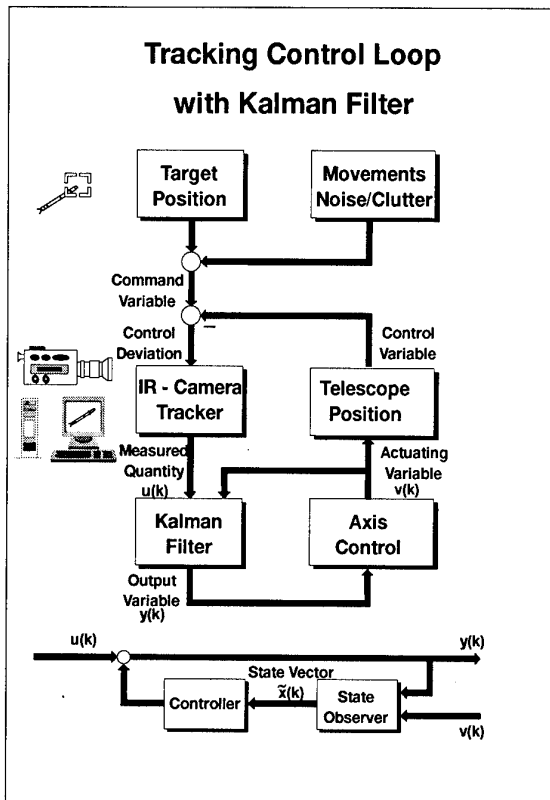 Tracking Control Loop
with Kalman Filter
Target
Position
Movements
Noise/Clutter
Command
Variable
Control
Deviation
Control
Variable
IR - Camera
Tracker
Telescope
Position
Measured
Quantity
u(k)
Actuating
Variable
v(k)
Kalman
Filter
Axis
Control
Output
Variable
y(k)
u(k)
y(k)
State Vector
x̃(k)
Controller
State
Observer
v(k)